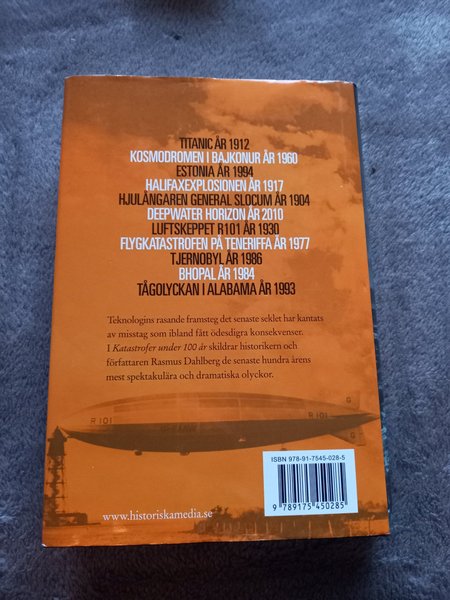 TITANIC ÅR 1912
KOSMODROMEN I BAJKONUR ÅR 1960
ESTONIA ÅR 1994
HALIFAXEXPLOSIONEN ÅR 1917
HJULÅNGAREN GENERAL SLOCUM ÅR 1904
DEEPWATER HORIZON ÅR 2010
LUFTSKEPPET R101 ÅR 1930
FLYGKATASTROFEN PÅ TENERIFFA ÅR 1977
TJERNOBYL ÅR 1986
BHOPAL ÅR 1984
TÅGOLYCKAN I ALABAMA ÅR 1993
Teknologins rasande framsteg det senaste seklet har kantats
av misstag som ibland fått ödesdigra konsekvenser.
I Katastrofer under 100 år skildrar historikern och
författaren Rasmus Dahlberg de senaste hundra årens
mest spektakulära och dramatiska olyckor.
G
R 101
R 101
G
ISBN 978-91-7545-028-5
9 789175 450285
www.historiskamedia.se